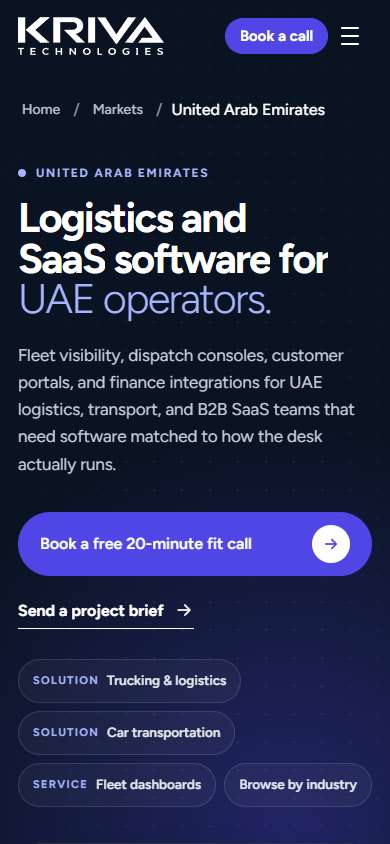 KRIVA
TECHNOLOGIES
Book a call
Home / Markets / United Arab Emirates
UNITED ARAB EMIRATES
Logistics and
SaaS software for
UAE operators.
Fleet visibility, dispatch consoles, customer
portals, and finance integrations for UAE
logistics, transport, and B2B SaaS teams that
need software matched to how the desk
actually runs.
Book a free 20-minute fit call
Send a project brief
SOLUTION Trucking & logistics
SOLUTION Car transportation
SERVICE Fleet dashboards
Browse by industry